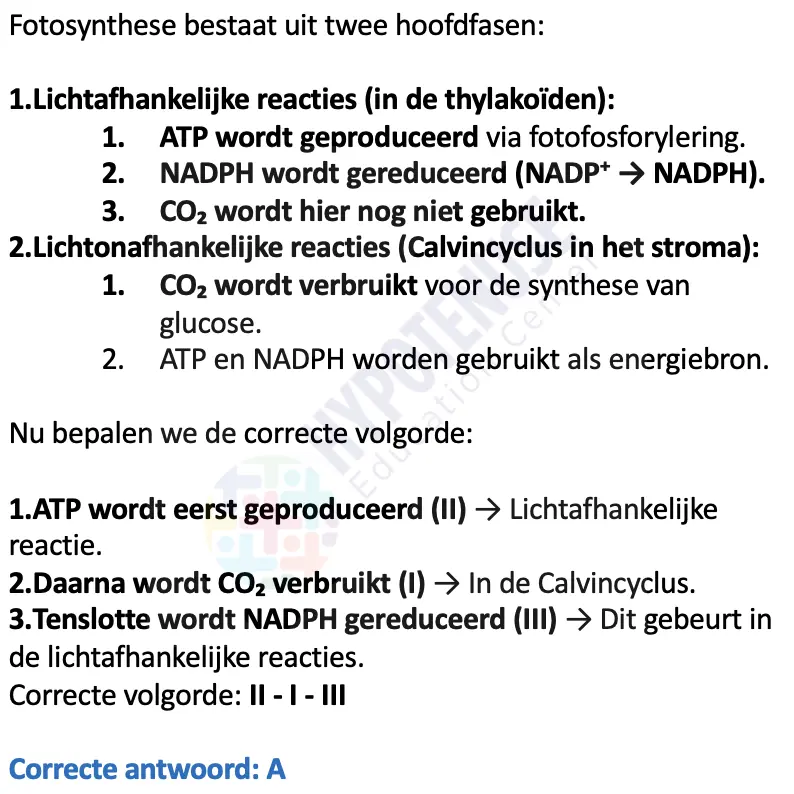 Fotosynthese bestaat uit twee hoofdfasen:
1.Lichtafhankelijke reacties (in de thylakoïden):
1. ATP wordt geproduceerd via fotofosforylering.
2. NADPH wordt gereduceerd (NADP⁺ → NADPH).
3. CO₂ wordt hier nog niet gebruikt.
2.Lichtonafhankelijke reacties (Calvincyclus in het stroma):
1. CO₂ wordt verbruikt voor de synthese van
glucose.
2. ATP en NADPH worden gebruikt als energiebron.
Nu bepalen we de correcte volgorde:
1.ATP wordt eerst geproduceerd (II) → Lichtafhankelijke
reactie.
2.Daarna wordt CO₂ verbruikt (I) → In de Calvincyclus.
3.Tenslotte wordt NADPH gereduceerd (III) → Dit gebeurt in
de lichtafhankelijke reacties.
Correcte volgorde: II - I - III
Correcte antwoord: A
HYPOTENUSE
Education Center